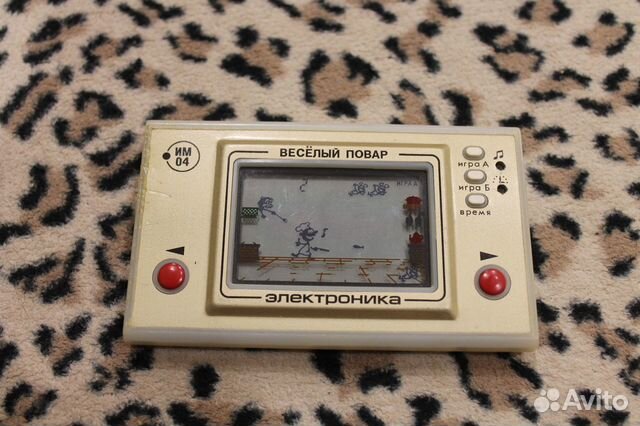 ИМ
04
ВЕСЁЛЫЙ ПОВАР
игра А
игра Б
время
ИГРА А
электроника
Avito